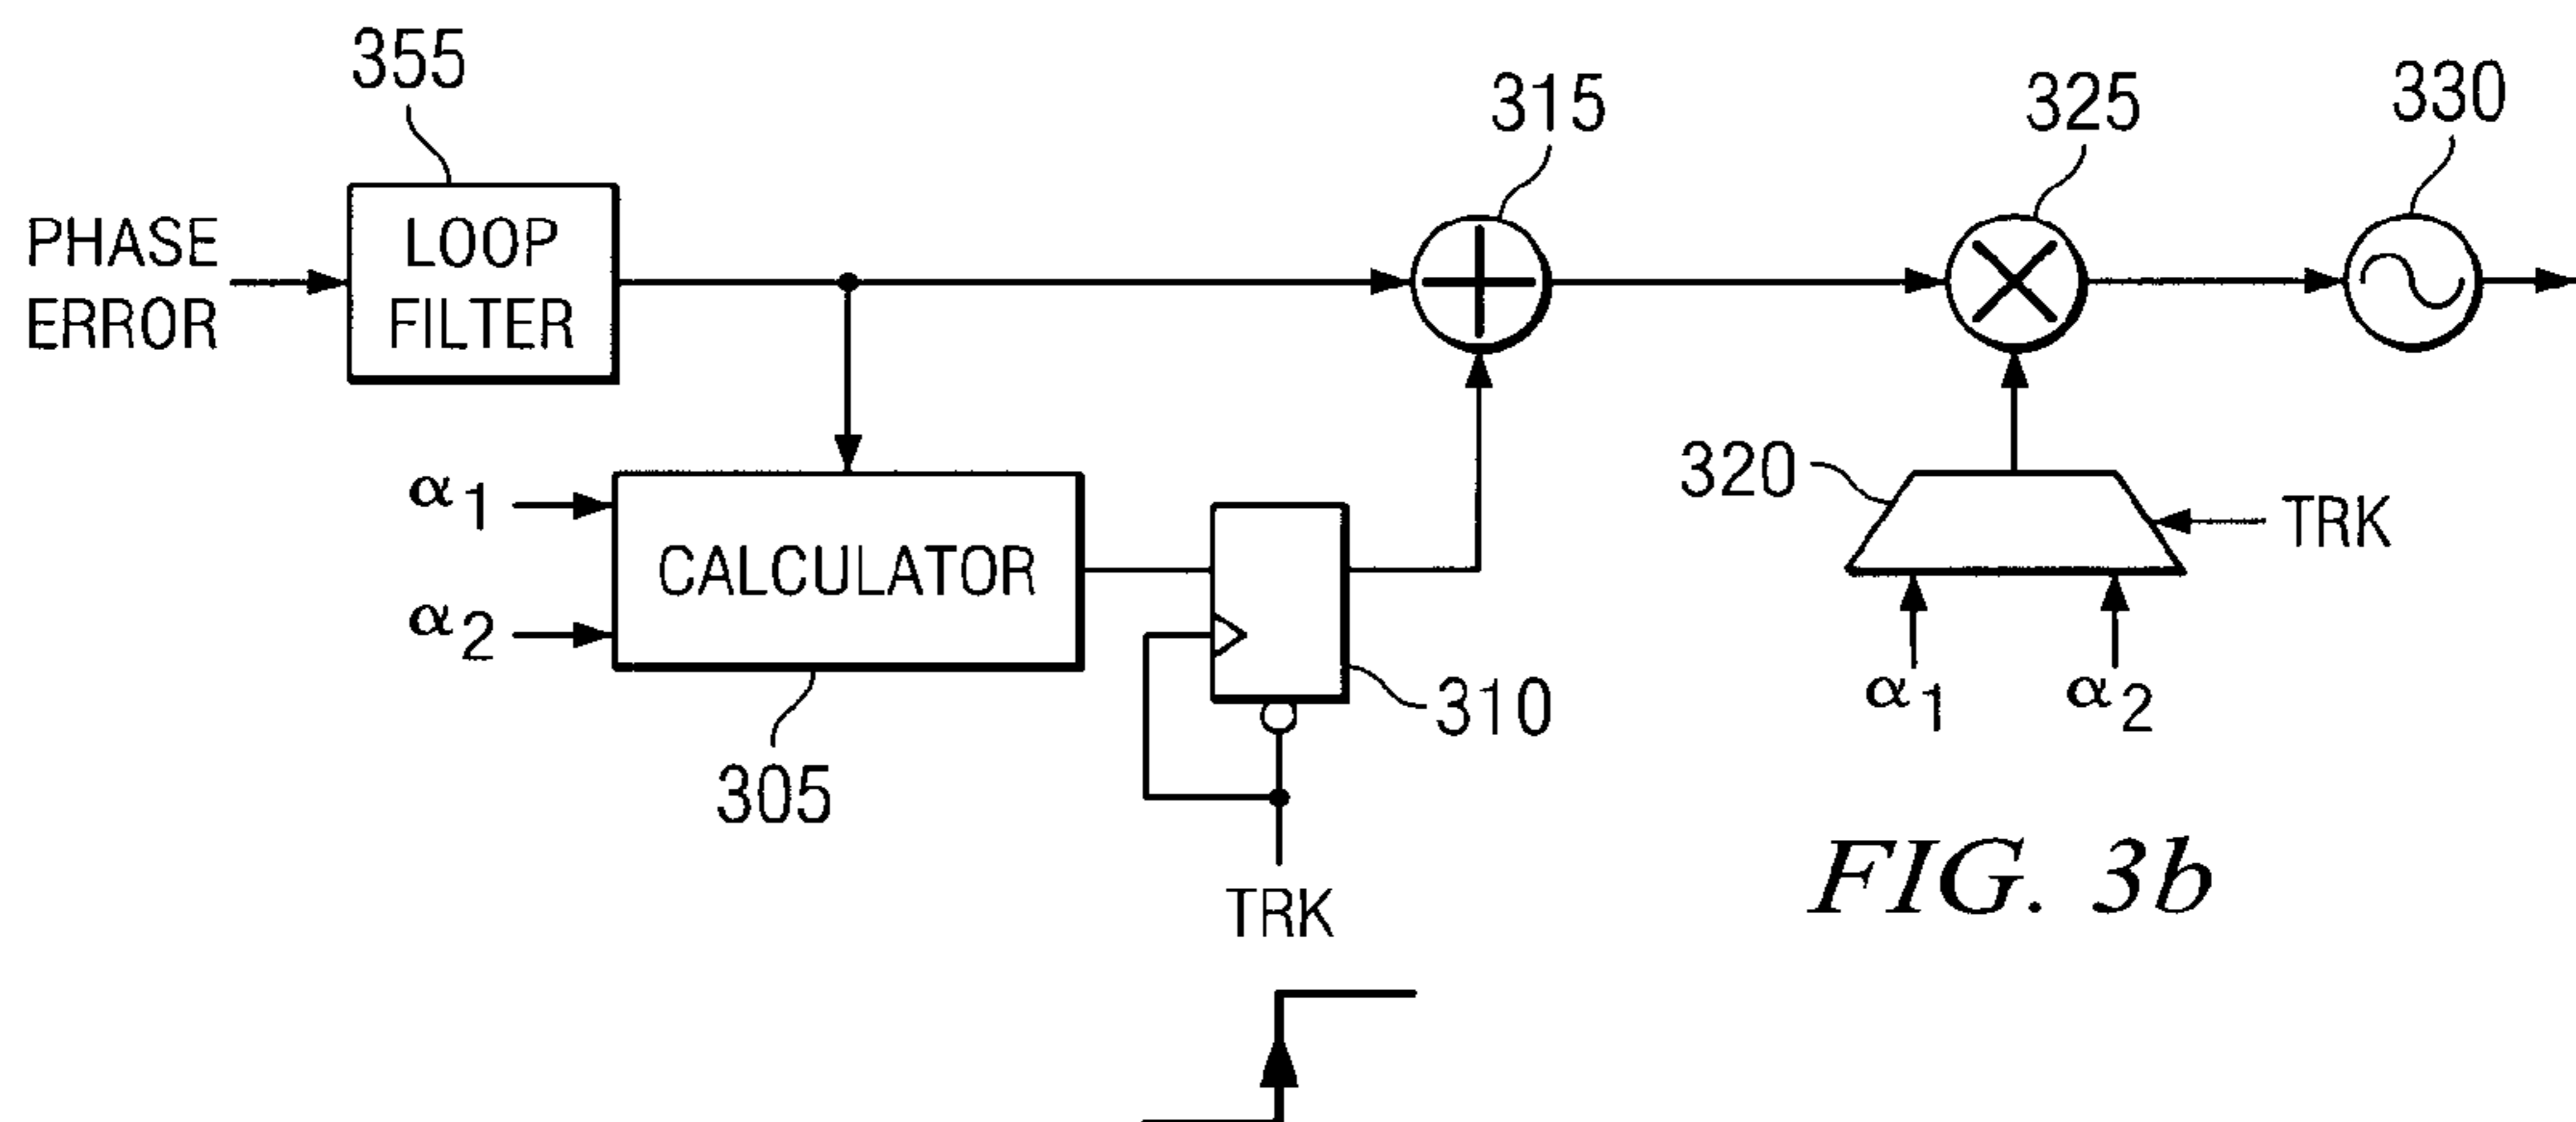 355
315
325
330
PHASE
ERROR
LOOP
FILTER
α1
α2
CALCULATOR
305
310
TRK
320
TRK
α1
α2
FIG. 3b